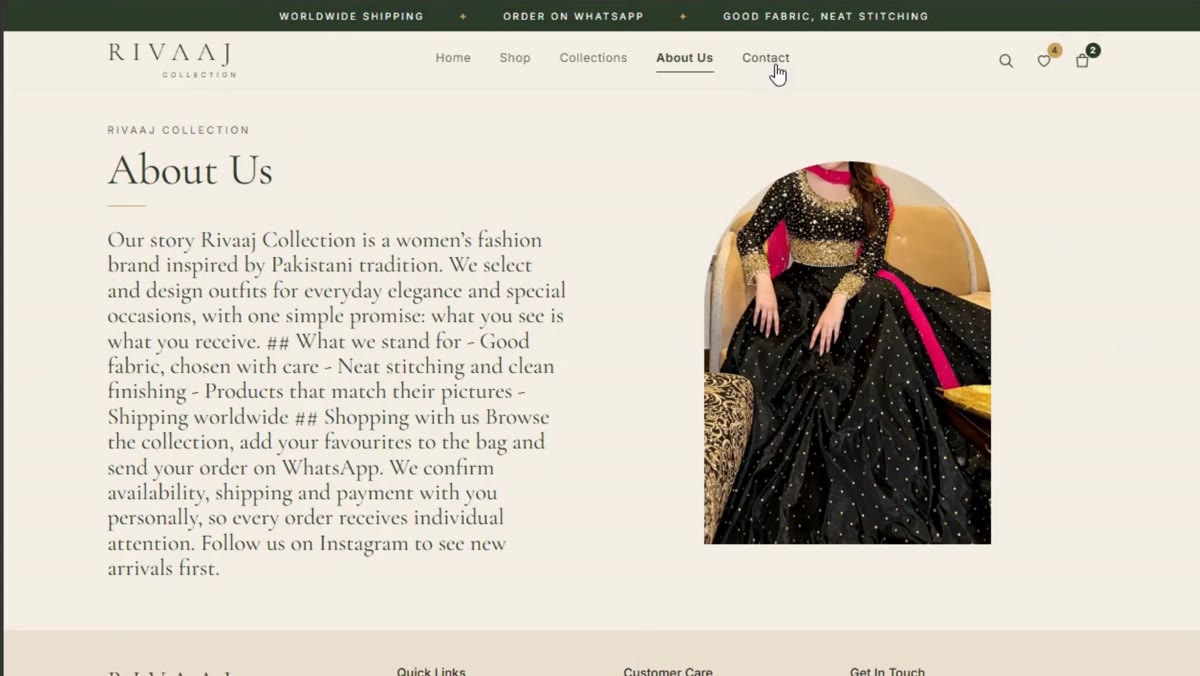 WORLDWIDE SHIPPING ✦ ORDER ON WHATSAPP ✦ GOOD FABRIC, NEAT STITCHING
RIVAAJ
COLLECTION
Home Shop Collections About Us Contact
4 2
RIVAAJ COLLECTION
About Us
Our story Rivaaj Collection is a women's fashion
brand inspired by Pakistani tradition. We select
and design outfits for everyday elegance and special
occasions, with one simple promise: what you see is
what you receive. ## What we stand for - Good
fabric, chosen with care - Neat stitching and clean
finishing - Products that match their pictures -
Shipping worldwide ## Shopping with us Browse
the collection, add your favourites to the bag and
send your order on WhatsApp. We confirm
availability, shipping and payment with you
personally, so every order receives individual
attention. Follow us on Instagram to see new
arrivals first.
Quick Links Customer Care Get In Touch